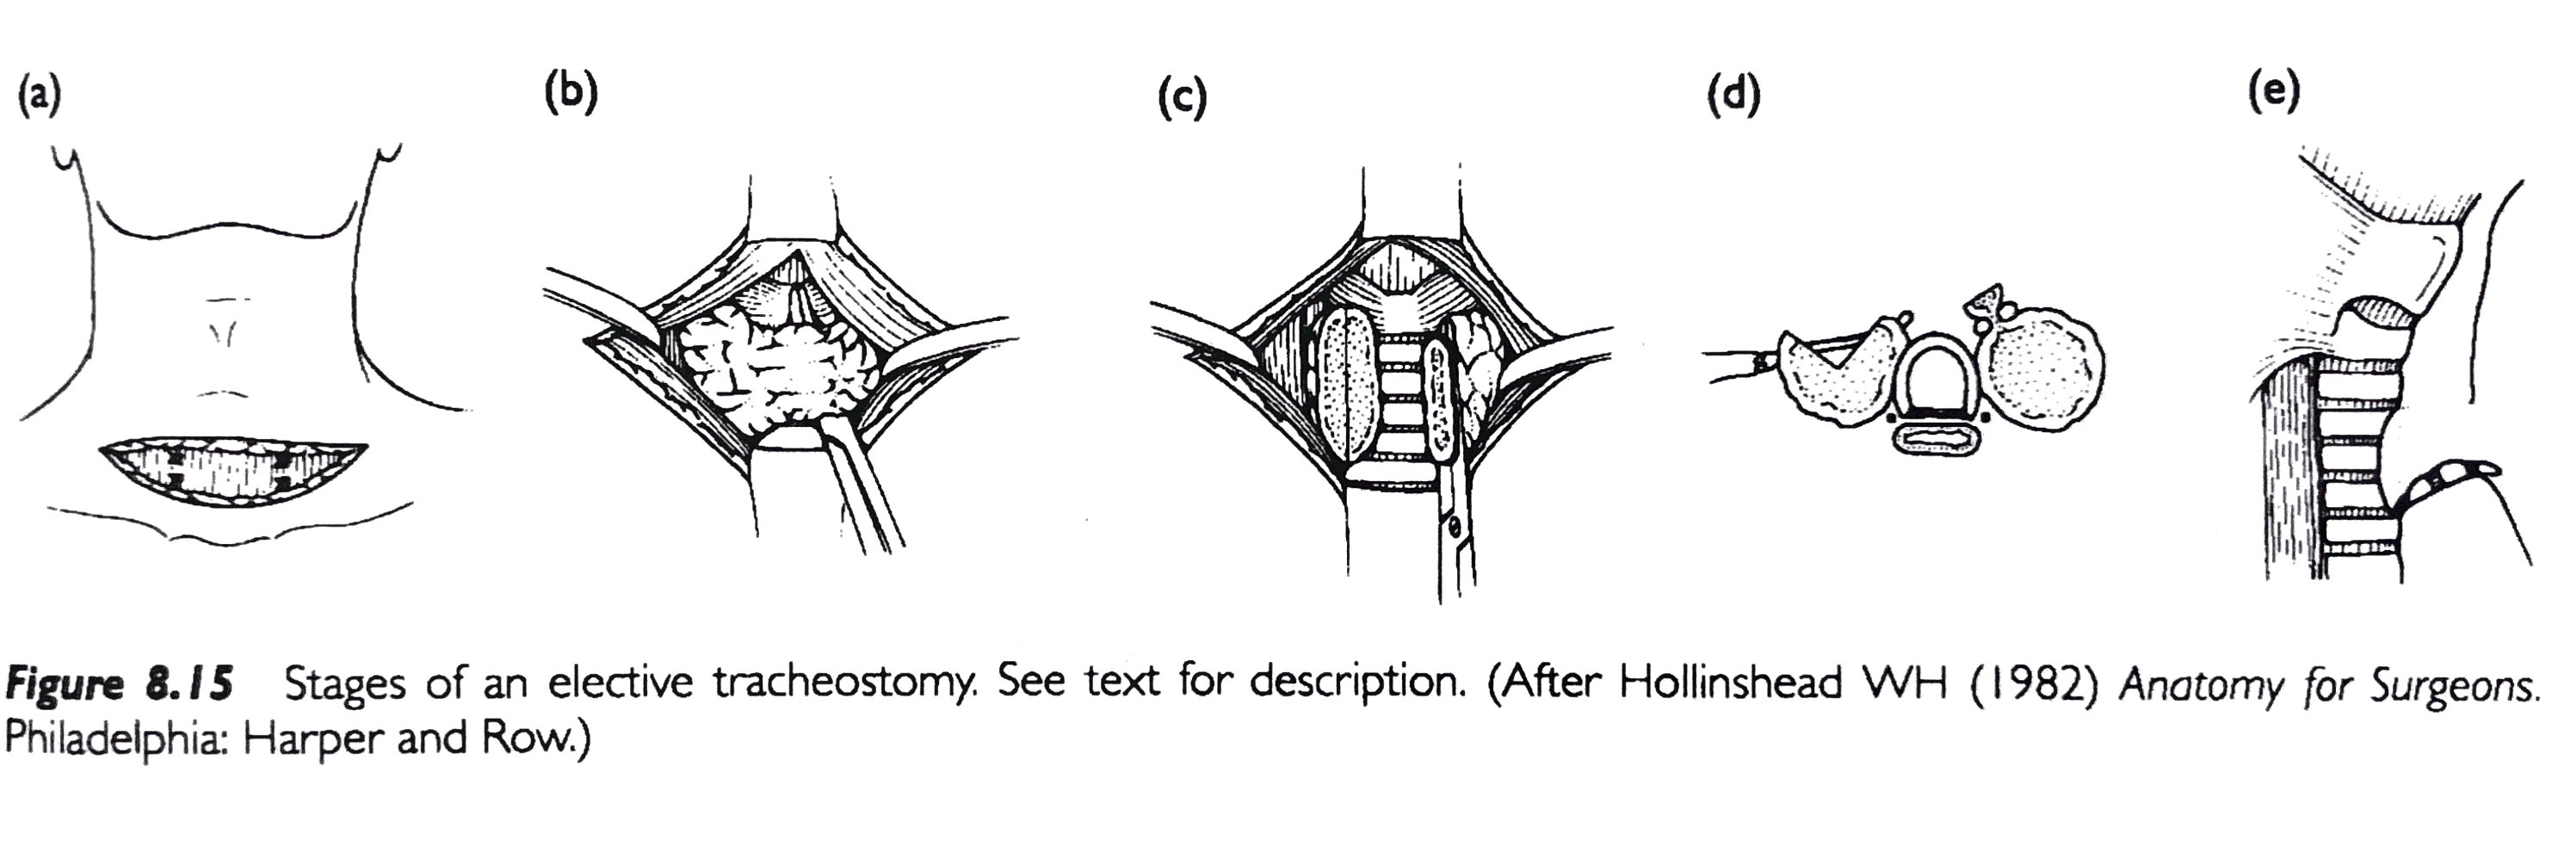 (a) (b) (c) (d) (e)
Figure 8.15 Stages of an elective tracheostomy. See text for description. (After Hollinshead WH (1982) Anatomy for Surgeons.
Philadelphia: Harper and Row.)